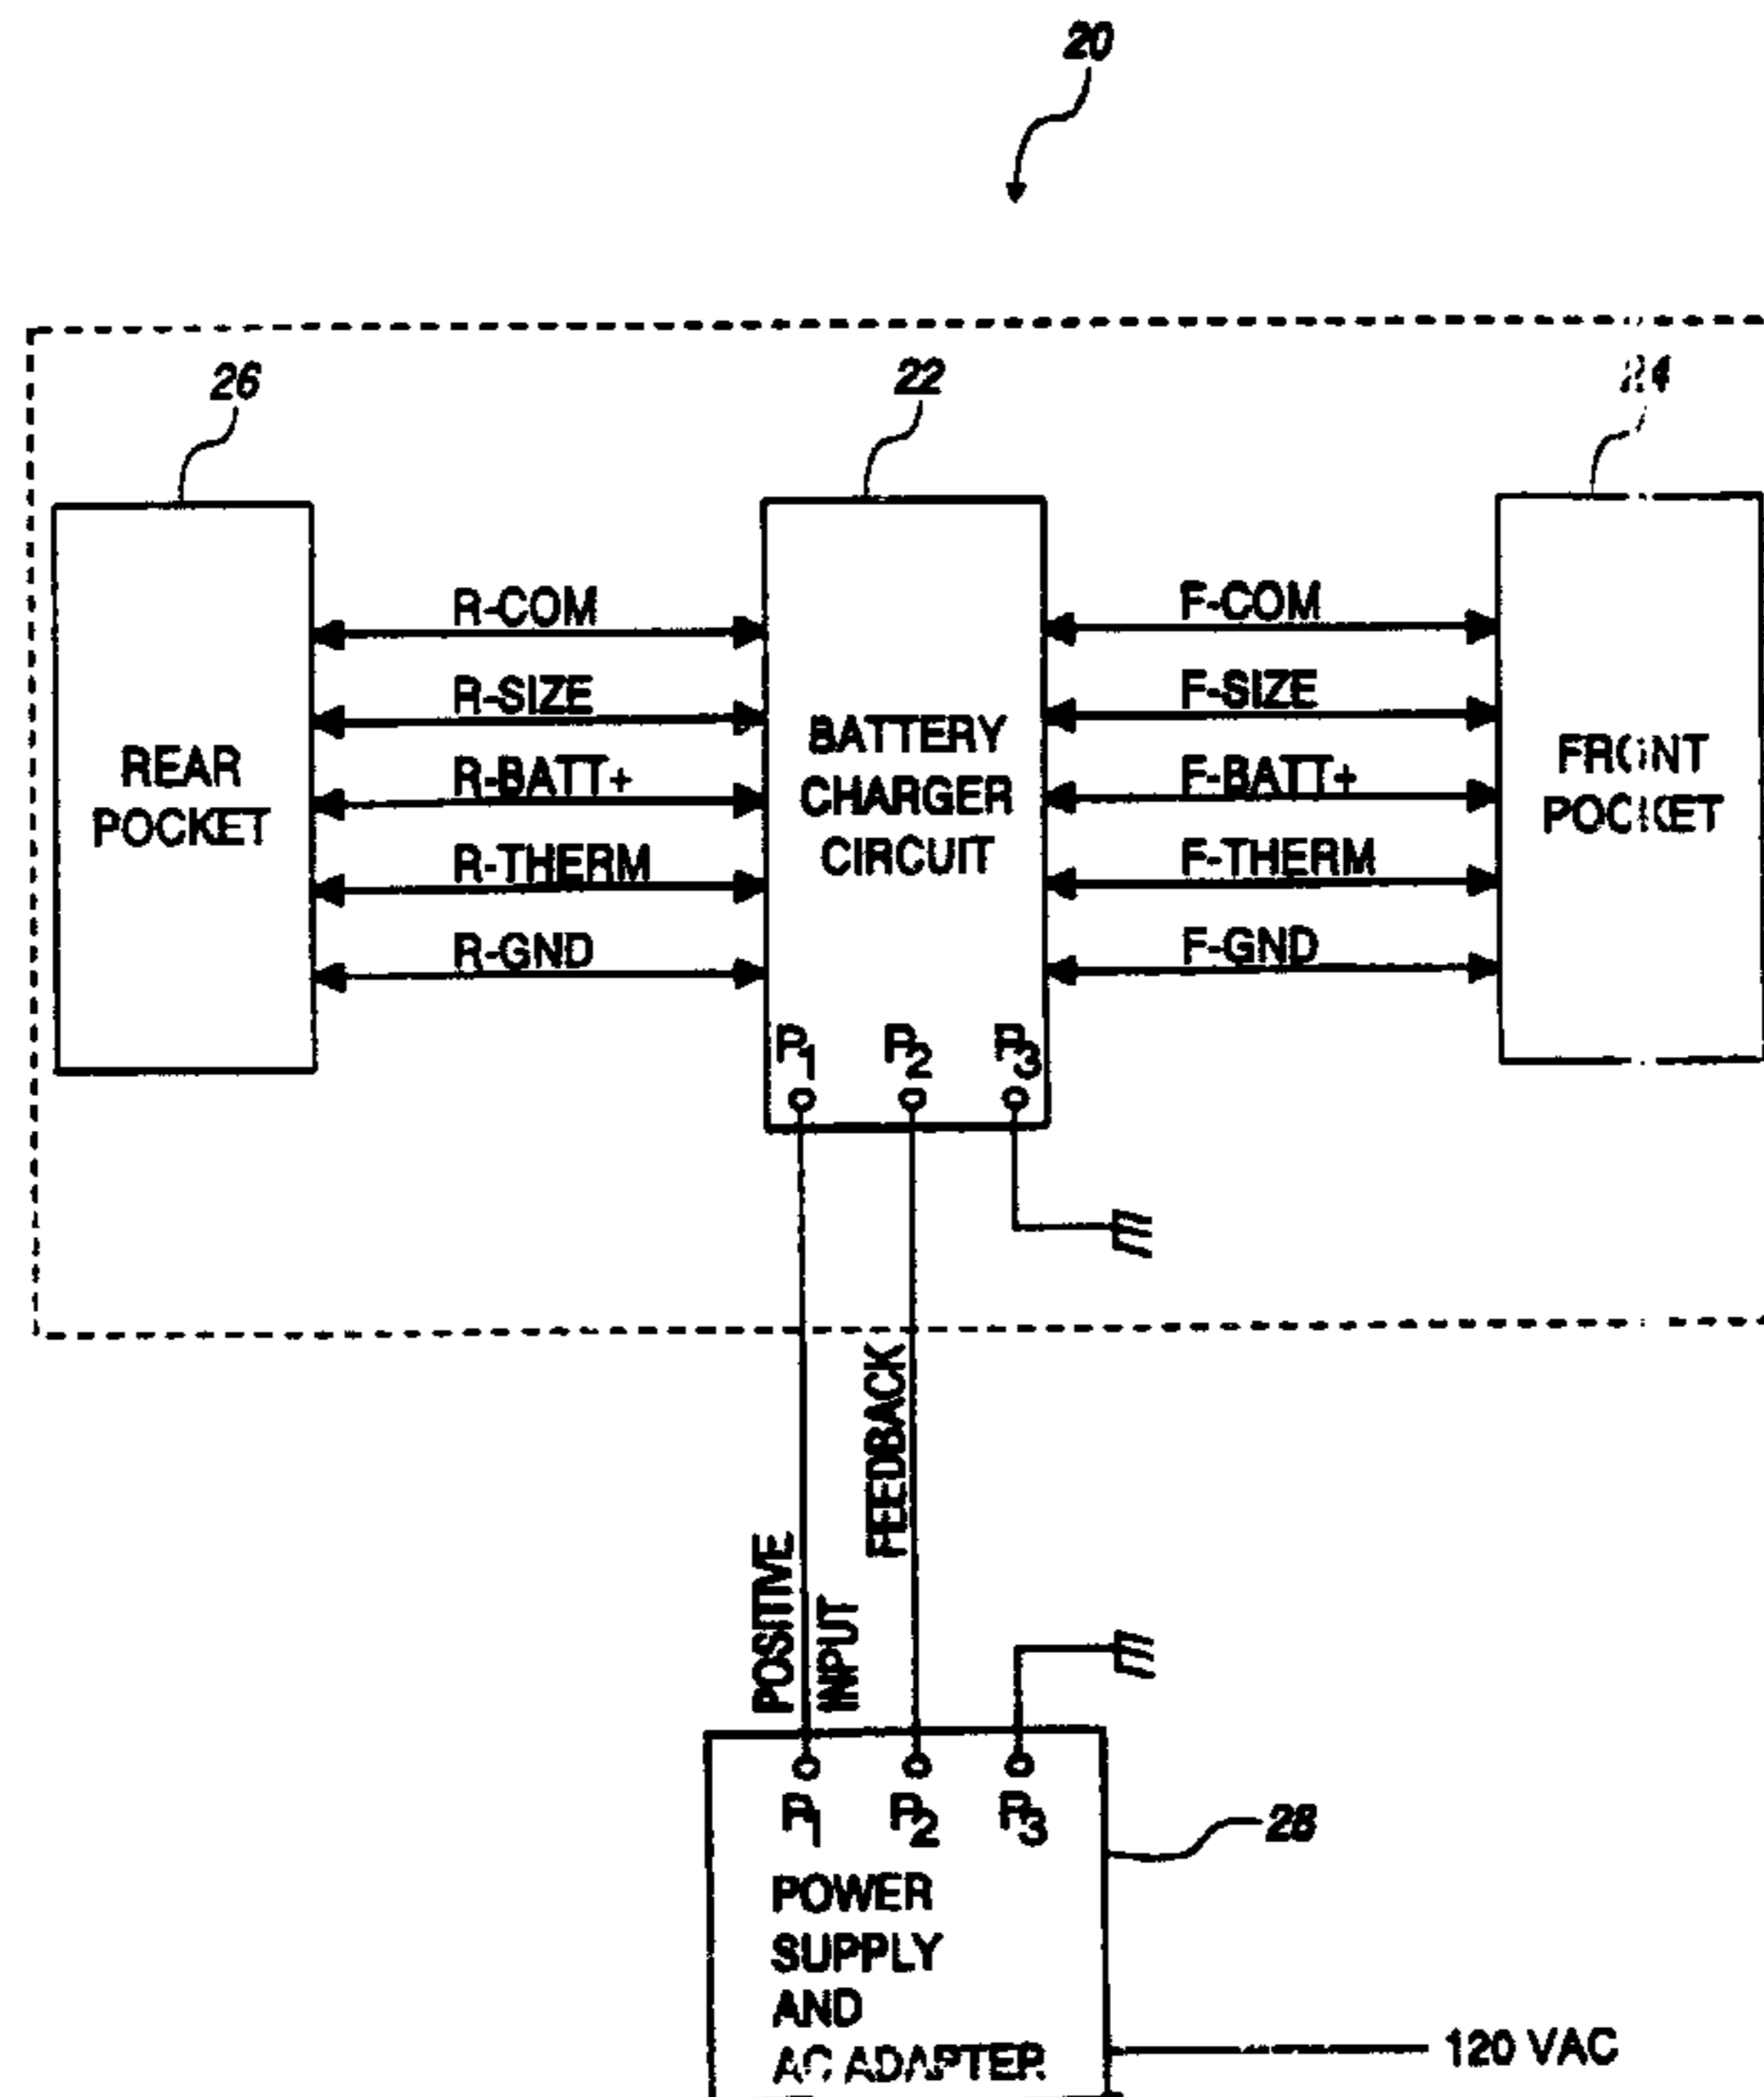 20
26
22
24
R-COM
F-COM
R-SIZE
F-SIZE
REAR
POCKET
R-BATT+
BATTERY
CHARGER
CIRCUIT
F-BATT+
FRONT
POCKET
R-THERM
F-THERM
R-GND
F-GND
P1 P2 P3
FEEDBACK
POSITIVE
INPUT
P1 P2 P3
28
POWER
SUPPLY
AND
AC ADAPTER
120 VAC